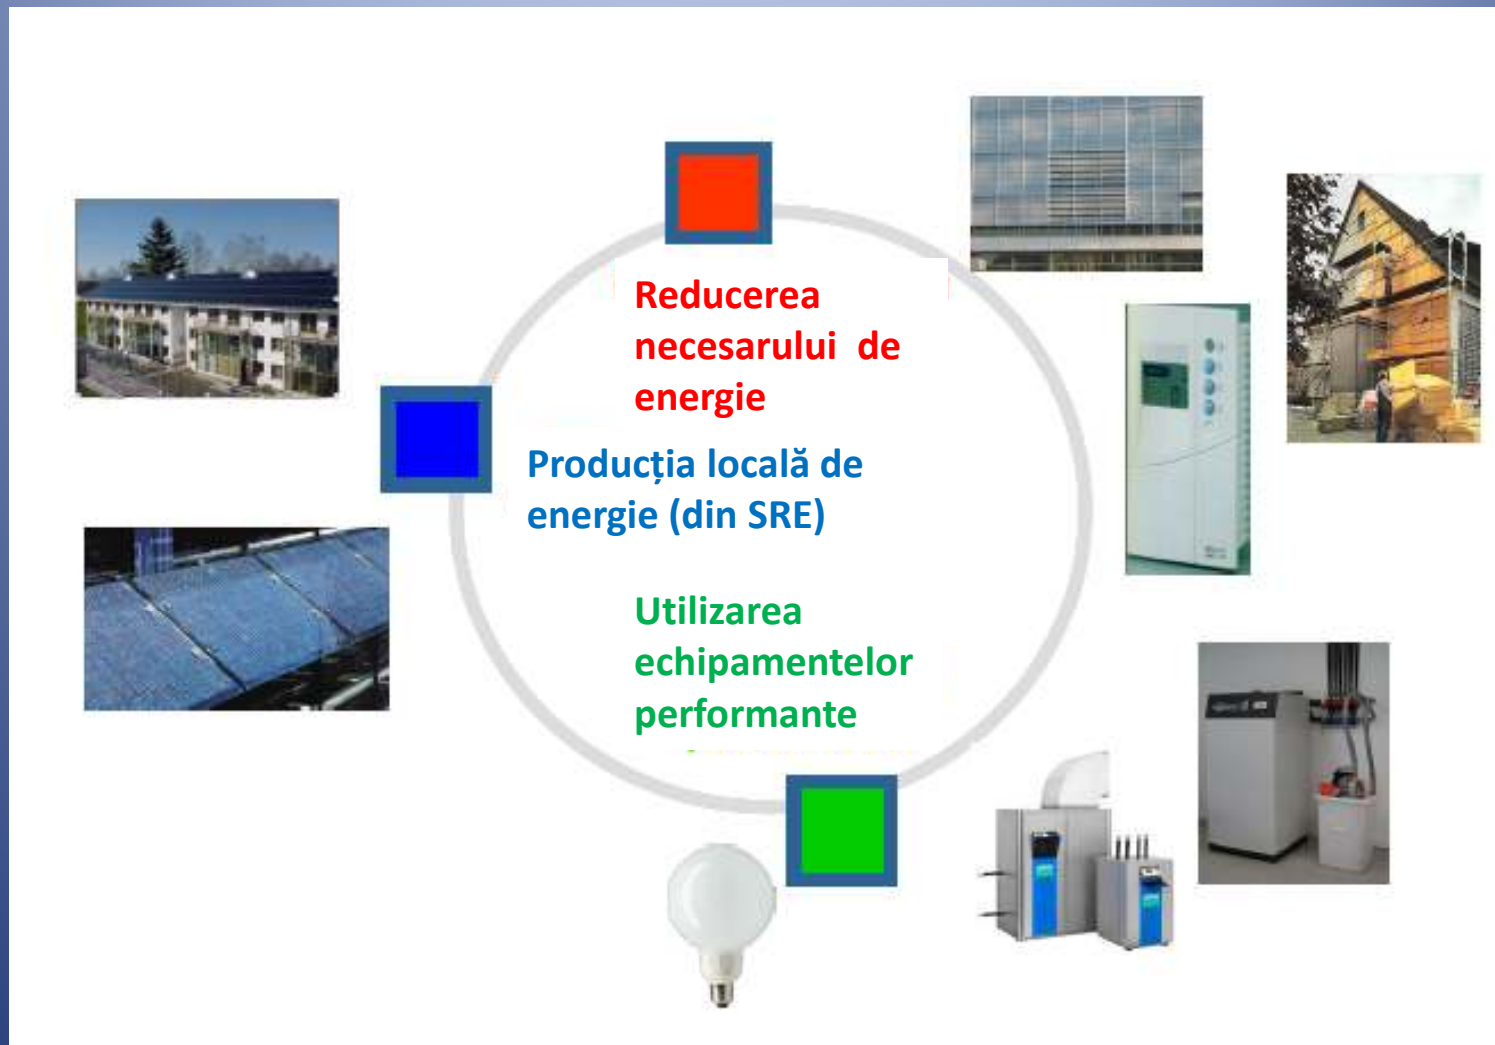 Reducerea
necesarului de
energie
Producția locală de
energie (din SRE)
Utilizarea
echipamentelor
performante